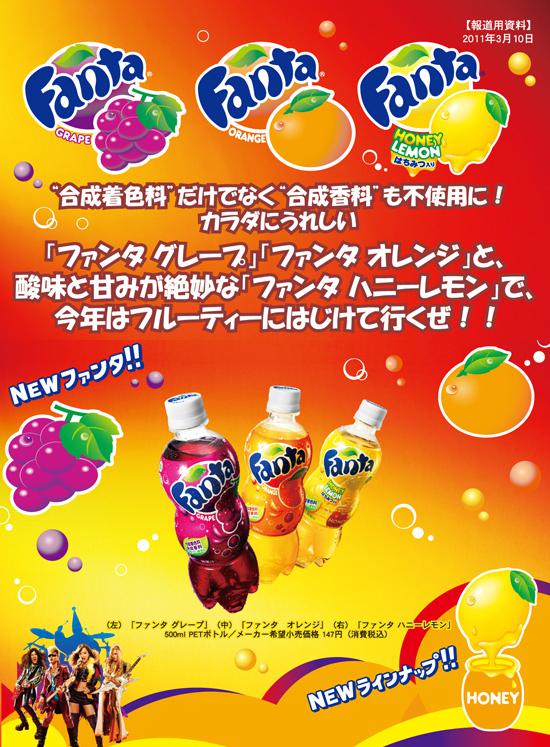 【報道用資料】
2011年3月10日
Fanta®
GRAPE
Fanta®
ORANGE
Fanta®
HONEY
LEMON
はちみつ入り
“合成着色料”だけでなく“合成香料”も不使用に！
カラダにうれしい
「ファンタ グレープ」「ファンタ オレンジ」と、
酸味と甘みが絶妙な「ファンタ ハニーレモン」で、
今年はフルーティーにはじけて行くぜ！！
NEWファンタ!!
Fanta
GRAPE
Fanta
ORANGE
Fanta
HONEY
LEMON
（左）「ファンタ グレープ」（中）「ファンタ オレンジ」（右）「ファンタ ハニーレモン」
500ml PETボトル／メーカー希望小売価格 147円（消費税込）
NEWラインナップ!!
HONEY